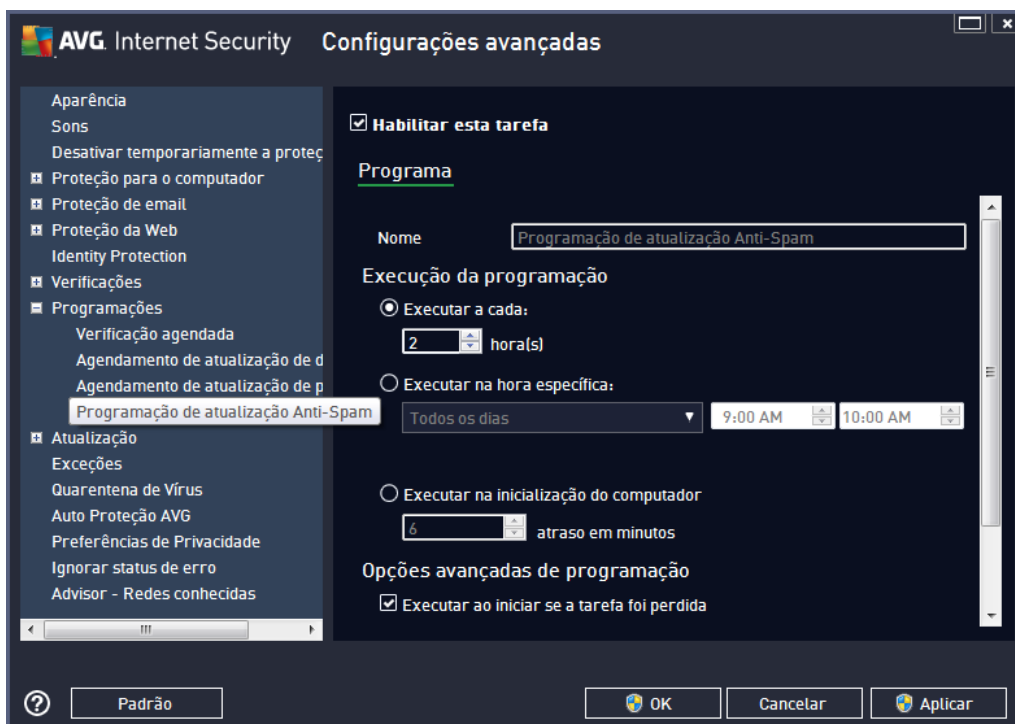 AVG. Internet Security Configurações avançadas
Aparência
Sons
Desativar temporariamente a proteç
Proteção para o computador
Proteção de email
Proteção da Web
Identity Protection
Verificações
Programações
Verificação agendada
Agendamento de atualização de d
Agendamento de atualização de p
Programação de atualização Anti-Spam
Atualização
Exceções
Quarentena de Vírus
Auto Proteção AVG
Preferências de Privacidade
Ignorar status de erro
Advisor - Redes conhecidas
Habilitar esta tarefa
Programa
Nome Programação de atualização Anti-Spam
Execução da programação
Executar a cada:
2 hora(s)
Executar na hora específica:
Todos os dias 9:00 AM 10:00 AM
Executar na inicialização do computador
6 atraso em minutos
Opções avançadas de programação
Executar ao iniciar se a tarefa foi perdida
? Padrão OK Cancelar Aplicar